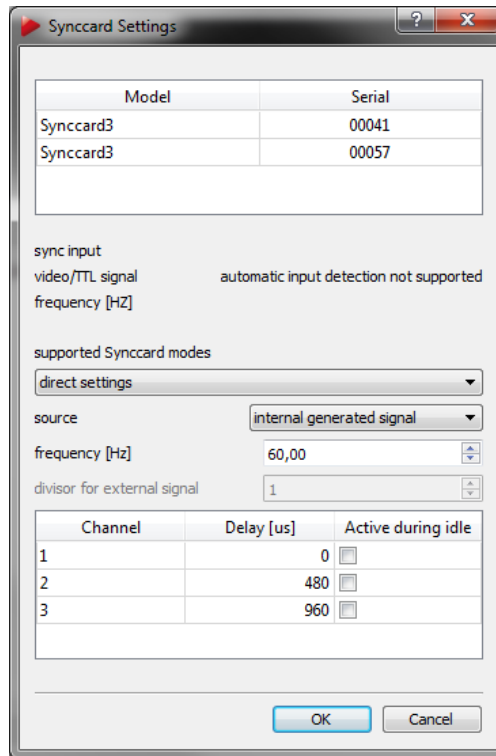 Synccard Settings
Model Serial
Synccard3 00041
Synccard3 00057
sync input
video/TTL signal automatic input detection not supported
frequency [HZ]
supported Synccard modes
direct settings
source internal generated signal
frequency [Hz] 60,00
divisor for external signal 1
Channel Delay [us] Active during idle
1 0
2 480
3 960
OK Cancel